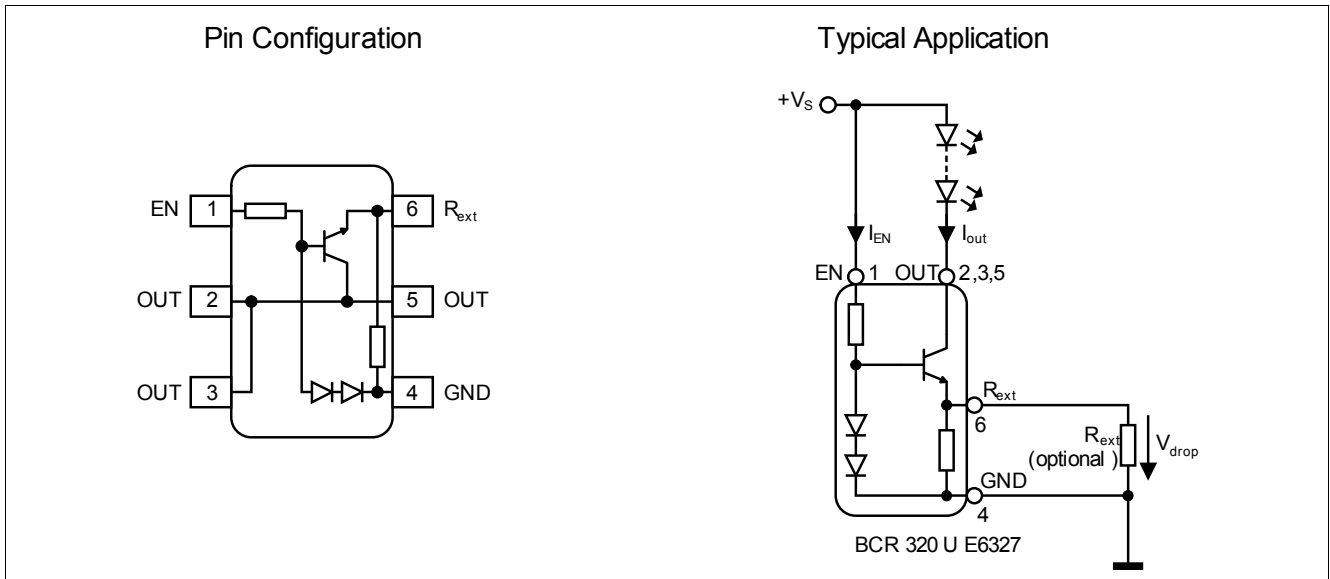 Pin Configuration
EN 1
6 Rext
OUT 2
5 OUT
OUT 3
4 GND
Typical Application
+VS
IEN
Iout
EN 1 OUT 2,3,5
Rext
6
Rext
(optional )
Vdrop
GND
4
BCR 320 U E6327